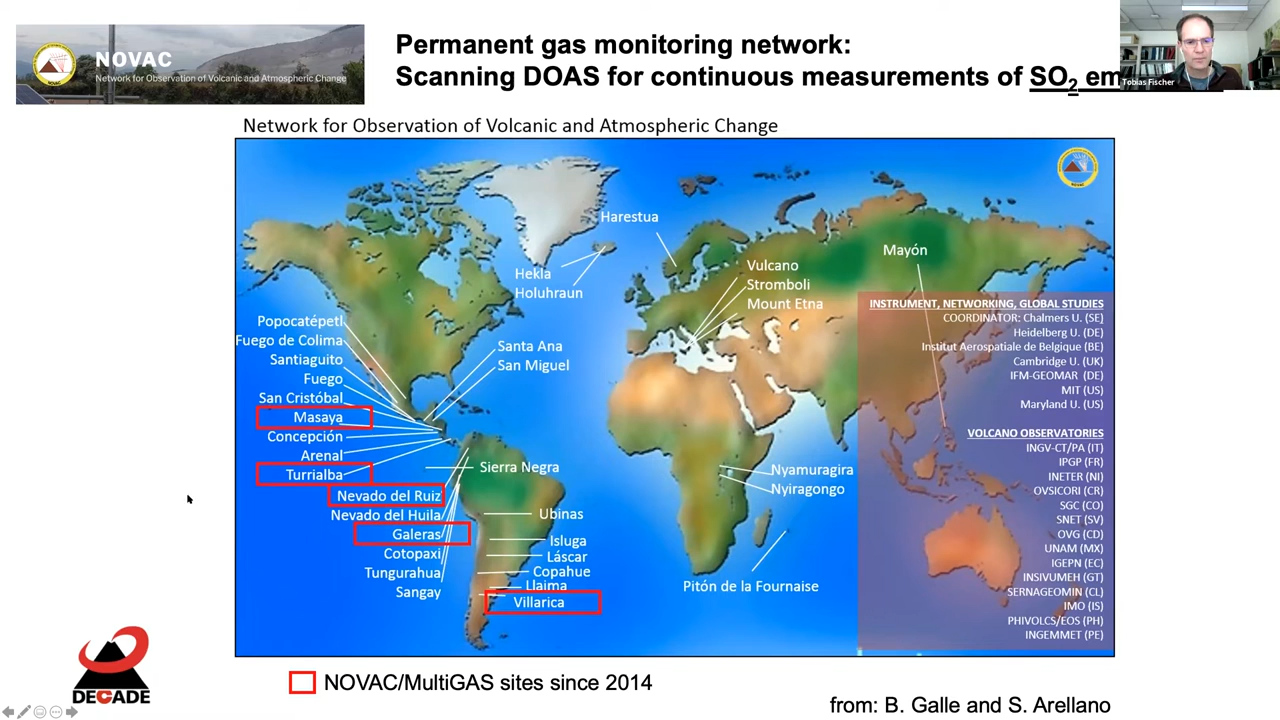 NOVAC
Network for Observation of Volcanic and Atmospheric Change
Permanent gas monitoring network:
Scanning DOAS for continuous measurements of SO2 em
Tobias Fischer
Network for Observation of Volcanic and Atmospheric Change
Harestua
Hekla
Holuhraun
Vulcano
Stromboli
Mount Etna
Mayón
Popocatépetl
Fuego de Colima
Santiaguito
Fuego
San Cristóbal
Masaya
Concepción
Arenal
Turrialba
Nevado del Ruiz
Nevado del Huila
Galeras
Cotopaxi
Tungurahua
Sangay
Santa Ana
San Miguel
Sierra Negra
Ubinas
Isluga
Láscar
Copahue
Llaima
Villarica
Nyamuragira
Nyiragongo
Pitón de la Fournaise
INSTRUMENT, NETWORKING, GLOBAL STUDIES
COORDINATOR: Chalmers U. (SE)
Heidelberg U. (DE)
Institut Aerospatiale de Belgique (BE)
Cambridge U. (UK)
IFM-GEOMAR (DE)
MIT (US)
Maryland U. (US)
VOLCANO OBSERVATORIES
INGV-CT/PA (IT)
IPGP (FR)
INETER (NI)
OVSICORI (CR)
SGC (CO)
SNET (SV)
OVG (CD)
UNAM (MX)
IGEPN (EC)
INSIVUMEH (GT)
SERNAGEOMIN (CL)
IMO (IS)
PHIVOLCS/EOS (PH)
INGEMMET (PE)
DECADE
NOVAC/MultiGAS sites since 2014
from: B. Galle and S. Arellano